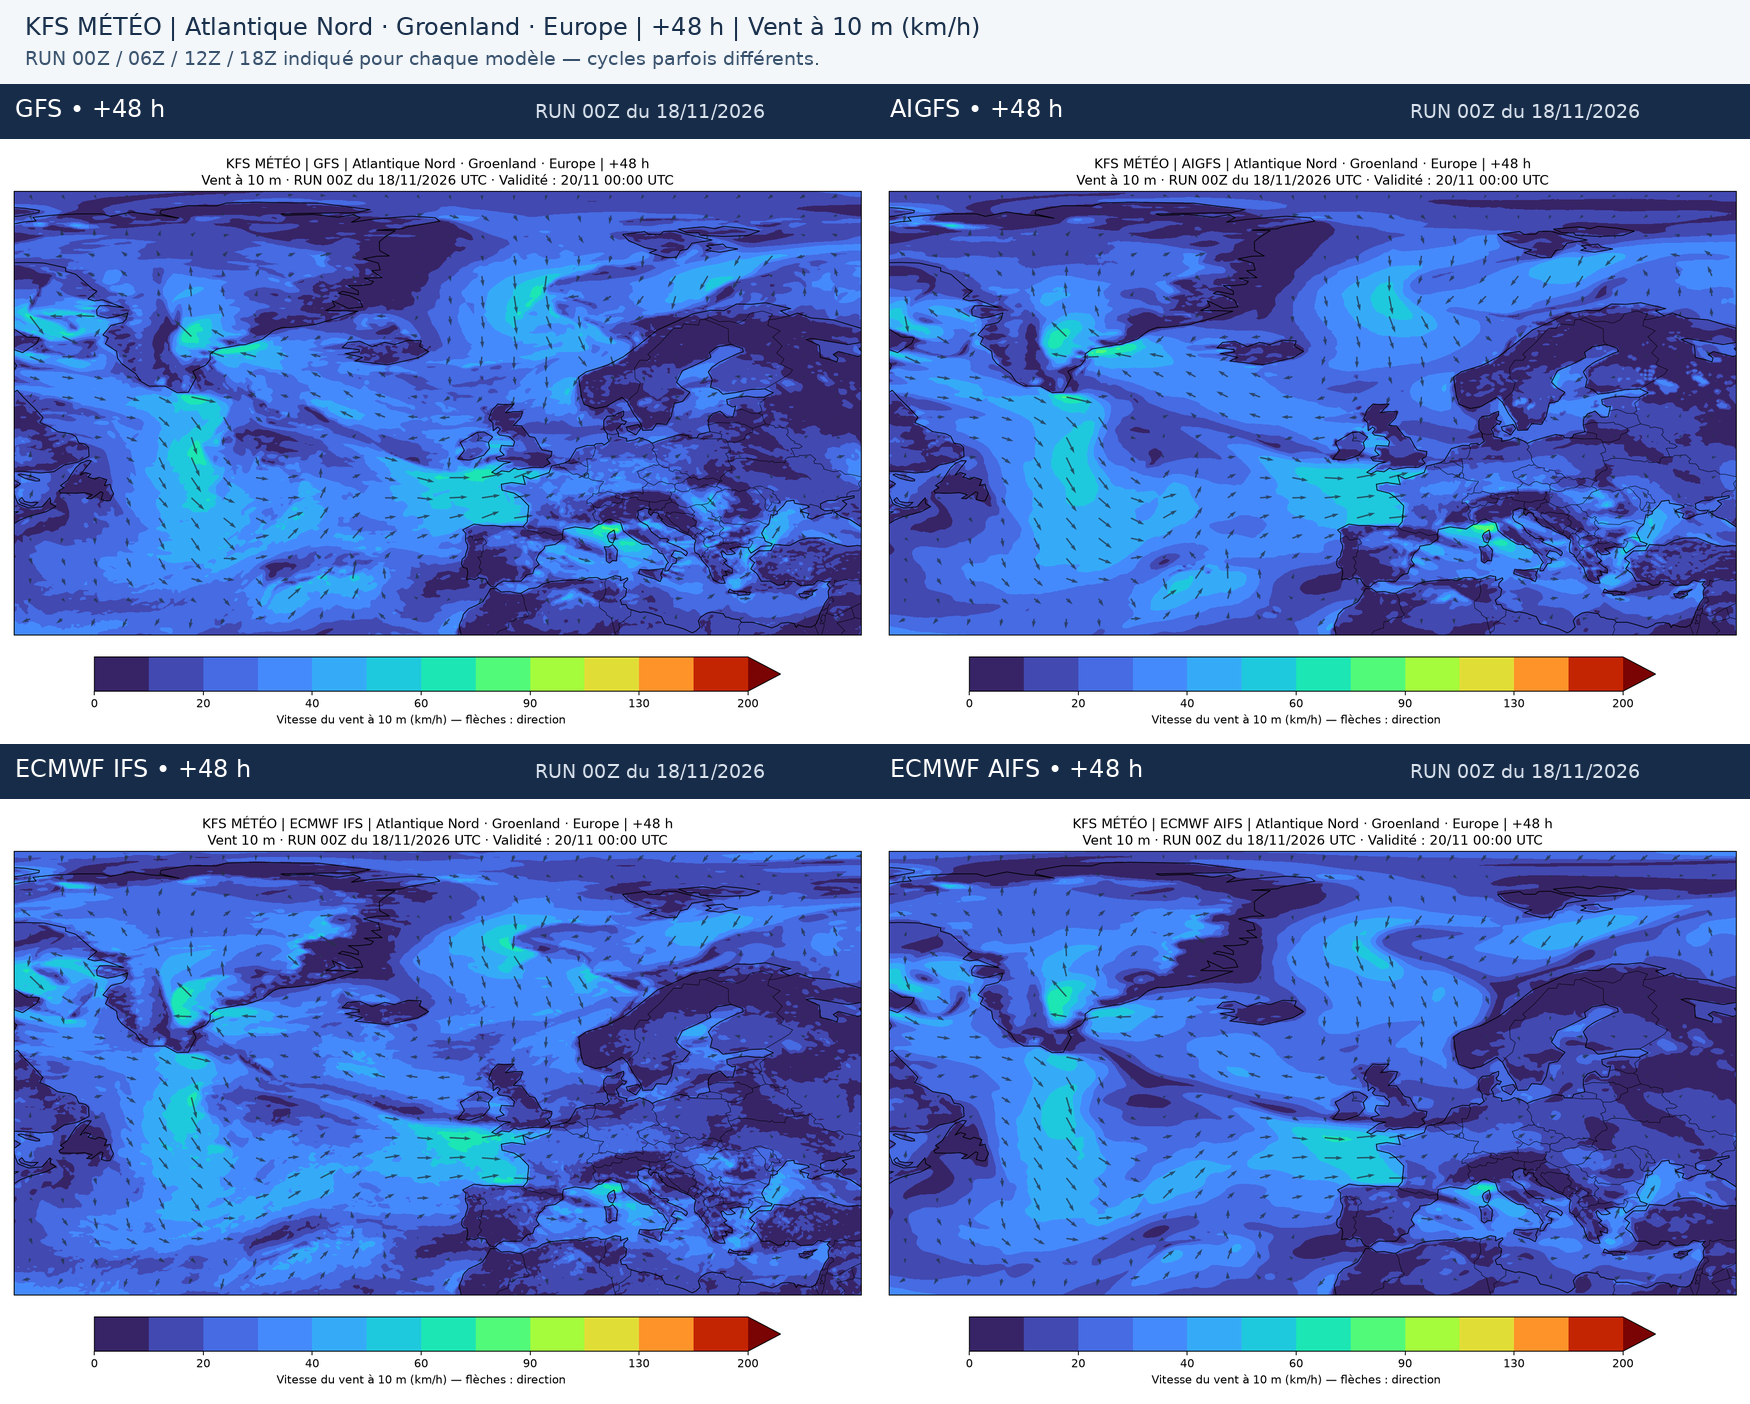 KFS MÉTÉO | Atlantique Nord · Groenland · Europe | +48 h | Vent à 10 m (km/h)
RUN 00Z / 06Z / 12Z / 18Z indiqué pour chaque modèle — cycles parfois différents.
GFS • +48 h
RUN 00Z du 18/11/2026
KFS MÉTÉO | GFS | Atlantique Nord · Groenland · Europe | +48 h
Vent à 10 m · RUN 00Z du 18/11/2026 UTC · Validité : 20/11 00:00 UTC
0 20 40 60 90 130 200
Vitesse du vent à 10 m (km/h) — flèches : direction
AIGFS • +48 h
RUN 00Z du 18/11/2026
KFS MÉTÉO | AIGFS | Atlantique Nord · Groenland · Europe | +48 h
Vent à 10 m · RUN 00Z du 18/11/2026 UTC · Validité : 20/11 00:00 UTC
0 20 40 60 90 130 200
Vitesse du vent à 10 m (km/h) — flèches : direction
ECMWF IFS • +48 h
RUN 00Z du 18/11/2026
KFS MÉTÉO | ECMWF IFS | Atlantique Nord · Groenland · Europe | +48 h
Vent 10 m · RUN 00Z du 18/11/2026 UTC · Validité : 20/11 00:00 UTC
0 20 40 60 90 130 200
Vitesse du vent à 10 m (km/h) — flèches : direction
ECMWF AIFS • +48 h
RUN 00Z du 18/11/2026
KFS MÉTÉO | ECMWF AIFS | Atlantique Nord · Groenland · Europe | +48 h
Vent 10 m · RUN 00Z du 18/11/2026 UTC · Validité : 20/11 00:00 UTC
0 20 40 60 90 130 200
Vitesse du vent à 10 m (km/h) — flèches : direction